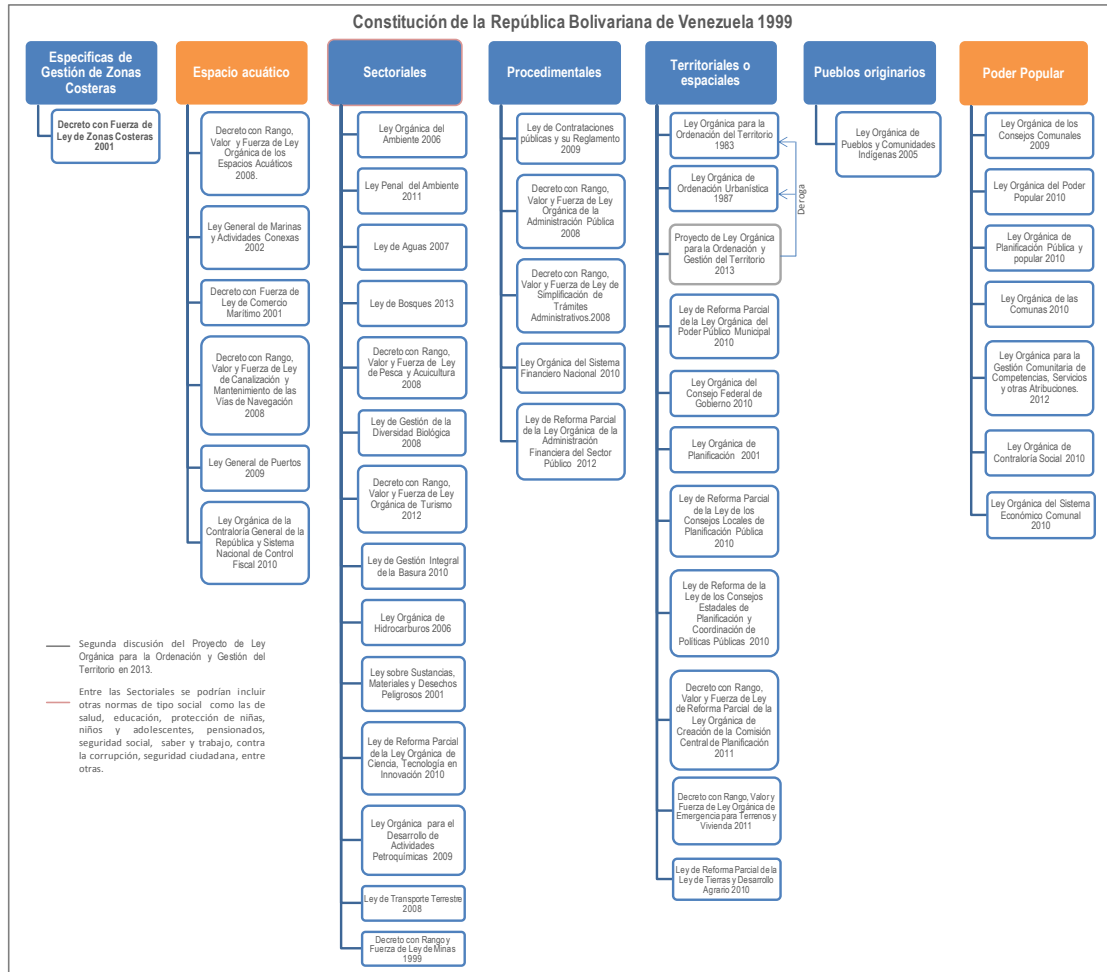 Constitución de la República Bolivariana de Venezuela 1999
Especificas de
Gestión de Zonas
Costeras
Decreto con Fuerza de
Ley de Zonas Costeras
2001
Espacio acuático
Decreto con Rango,
Valor y Fuerza de Ley
Orgánica de los
Espacios Acuáticos
2008.
Ley General de Marinas
y Actividades Conexas
2002
Decreto con Fuerza de
Ley de Comercio
Marítimo 2001
Decreto con Rango,
Valor y Fuerza de Ley
de Canalización y
Mantenimiento de las
Vías de Navegación
2008
Ley General de Puertos
2009
Ley Orgánica de la
Contraloría General de la
República y Sistema
Nacional de Control
Fiscal 2010
Sectoriales
Ley Orgánica del
Ambiente 2006
Ley Penal del Ambiente
2011
Ley de Aguas 2007
Ley de Bosques 2013
Decreto con Rango,
Valor y Fuerza de Ley
de Pesca y Acuicultura
2008
Ley de Gestión de la
Diversidad Biológica
2008
Decreto con Rango,
Valor y Fuerza de Ley
Orgánica de Turismo
2012
Ley de Gestión Integral
de la Basura 2010
Ley Orgánica de
Hidrocarburos 2006
Ley sobre Sustancias,
Materiales y Desechos
Peligrosos 2001
Ley de Reforma Parcial
de la Ley Orgánica de
Ciencia, Tecnología en
Innovación 2010
Ley Orgánica para el
Desarrollo de
Actividades
Petroquímicas 2009
Ley de Transporte Terrestre
2008
Decreto con Rango y
Fuerza de Ley de Minas
1999
Procedimentales
Ley de Contrataciones
públicas y su Reglamento
2009
Decreto con Rango,
Valor y Fuerza de Ley
Orgánica de la
Administración Pública
2008
Decreto con Rango,
Valor y Fuerza de Ley de
Simplificación de
Trámites
Administrativos.2008
Ley Orgánica del Sistema
Financiero Nacional 2010
Ley de Reforma Parcial
de la Ley Orgánica de la
Administración
Financiera del Sector
Público 2012
Territoriales o
espaciales
Ley Orgánica para la
Ordenación del Territorio
1983
Ley Orgánica de
Ordenación Urbanística
1987
Proyecto de Ley Orgánica
para la Ordenación y
Gestión del Territorio
2013
Deroga
Ley de Reforma Parcial
de la Ley Orgánica del
Poder Público Municipal
2010
Ley Orgánica del
Consejo Federal de
Gobierno 2010
Ley Orgánica de
Planificación 2001
Ley de Reforma Parcial
de la Ley de los
Consejos Locales de
Planificación Pública
2010
Ley de Reforma de la
Ley de los Consejos
Estadales de
Planificación y
Coordinación de
Políticas Públicas 2010
Decreto con Rango,
Valor y Fuerza de Ley
de Reforma Parcial de la
Ley Orgánica de
Creación de la Comisión
Central de Planificación
2011
Decreto con Rango, Valor y
Fuerza de Ley Orgánica de
Emergencia para Terrenos y
Vivienda 2011
Ley de Reforma Parcial de la
Ley de Tierras y Desarrollo
Agrario 2010
Pueblos originarios
Ley Orgánica de
Pueblos y Comunidades
Indígenas 2005
Poder Popular
Ley Orgánica de los
Consejos Comunales
2009
Ley Orgánica del Poder
Popular 2010
Ley Orgánica de
Planificación Pública y
popular 2010
Ley Orgánica de las
Comunas 2010
Ley Orgánica para la
Gestión Comunitaria de
Competencias, Servicios
y otras Atribuciones.
2012
Ley Orgánica de
Contraloría Social 2010
Ley Orgánica del Sistema
Económico Comunal
2010
Segunda discusión del Proyecto de Ley
Orgánica para la Ordenación y Gestión del
Territorio en 2013.
Entre las Sectoriales se podrían incluir
otras normas de tipo social como las de
salud, educación, protección de niñas,
niños y adolescentes, pensionados,
seguridad social, saber y trabajo, contra
la corrupción, seguridad ciudadana, entre
otras.